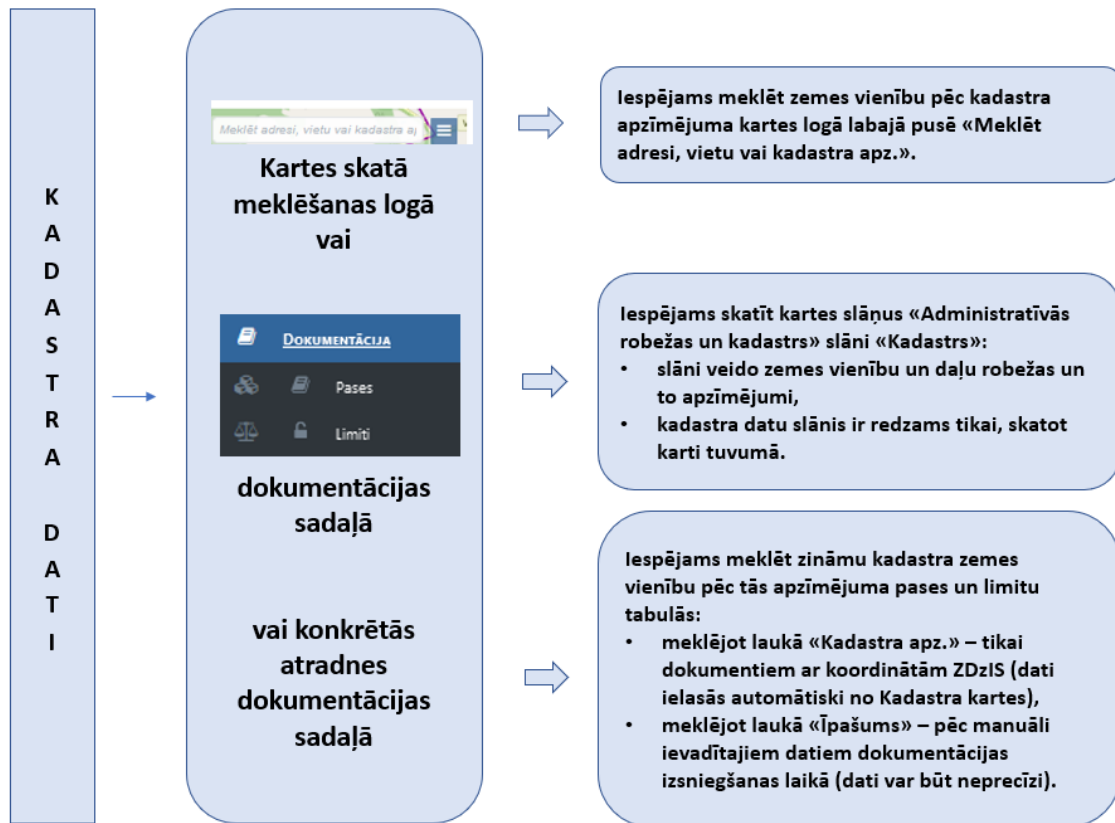 KADASTRA DATI
Meklēt adresi, vietu vai kadastra ap
Kartes skatā
meklēšanas logā
vai
DOKUMENTĀCIJA
Pases
Limiti
dokumentācijas
sadaļā
vai konkrētās
atradnes
dokumentācijas
sadaļā
Iespējams meklēt zemes vienību pēc kadastra
apzīmējuma kartes logā labajā pusē «Meklēt
adresi, vietu vai kadastra apz.».
Iespējams skatīt kartes slāņus «Administratīvās
robežas un kadastrs» slāni «Kadastrs»:
• slāni veido zemes vienību un daļu robežas un
to apzīmējumi,
• kadastra datu slānis ir redzams tikai, skatot
karti tuvumā.
Iespējams meklēt zināmu kadastra zemes
vienību pēc tās apzīmējuma pases un limitu
tabulās:
• meklējot laukā «Kadastra apz.» – tikai
dokumentiem ar koordinātām ZDzIS (dati
ielasās automātiski no Kadastra kartes),
• meklējot laukā «Īpašums» – pēc manuāli
ievadītajiem datiem dokumentācijas
izsniegšanas laikā (dati var būt neprecīzi).